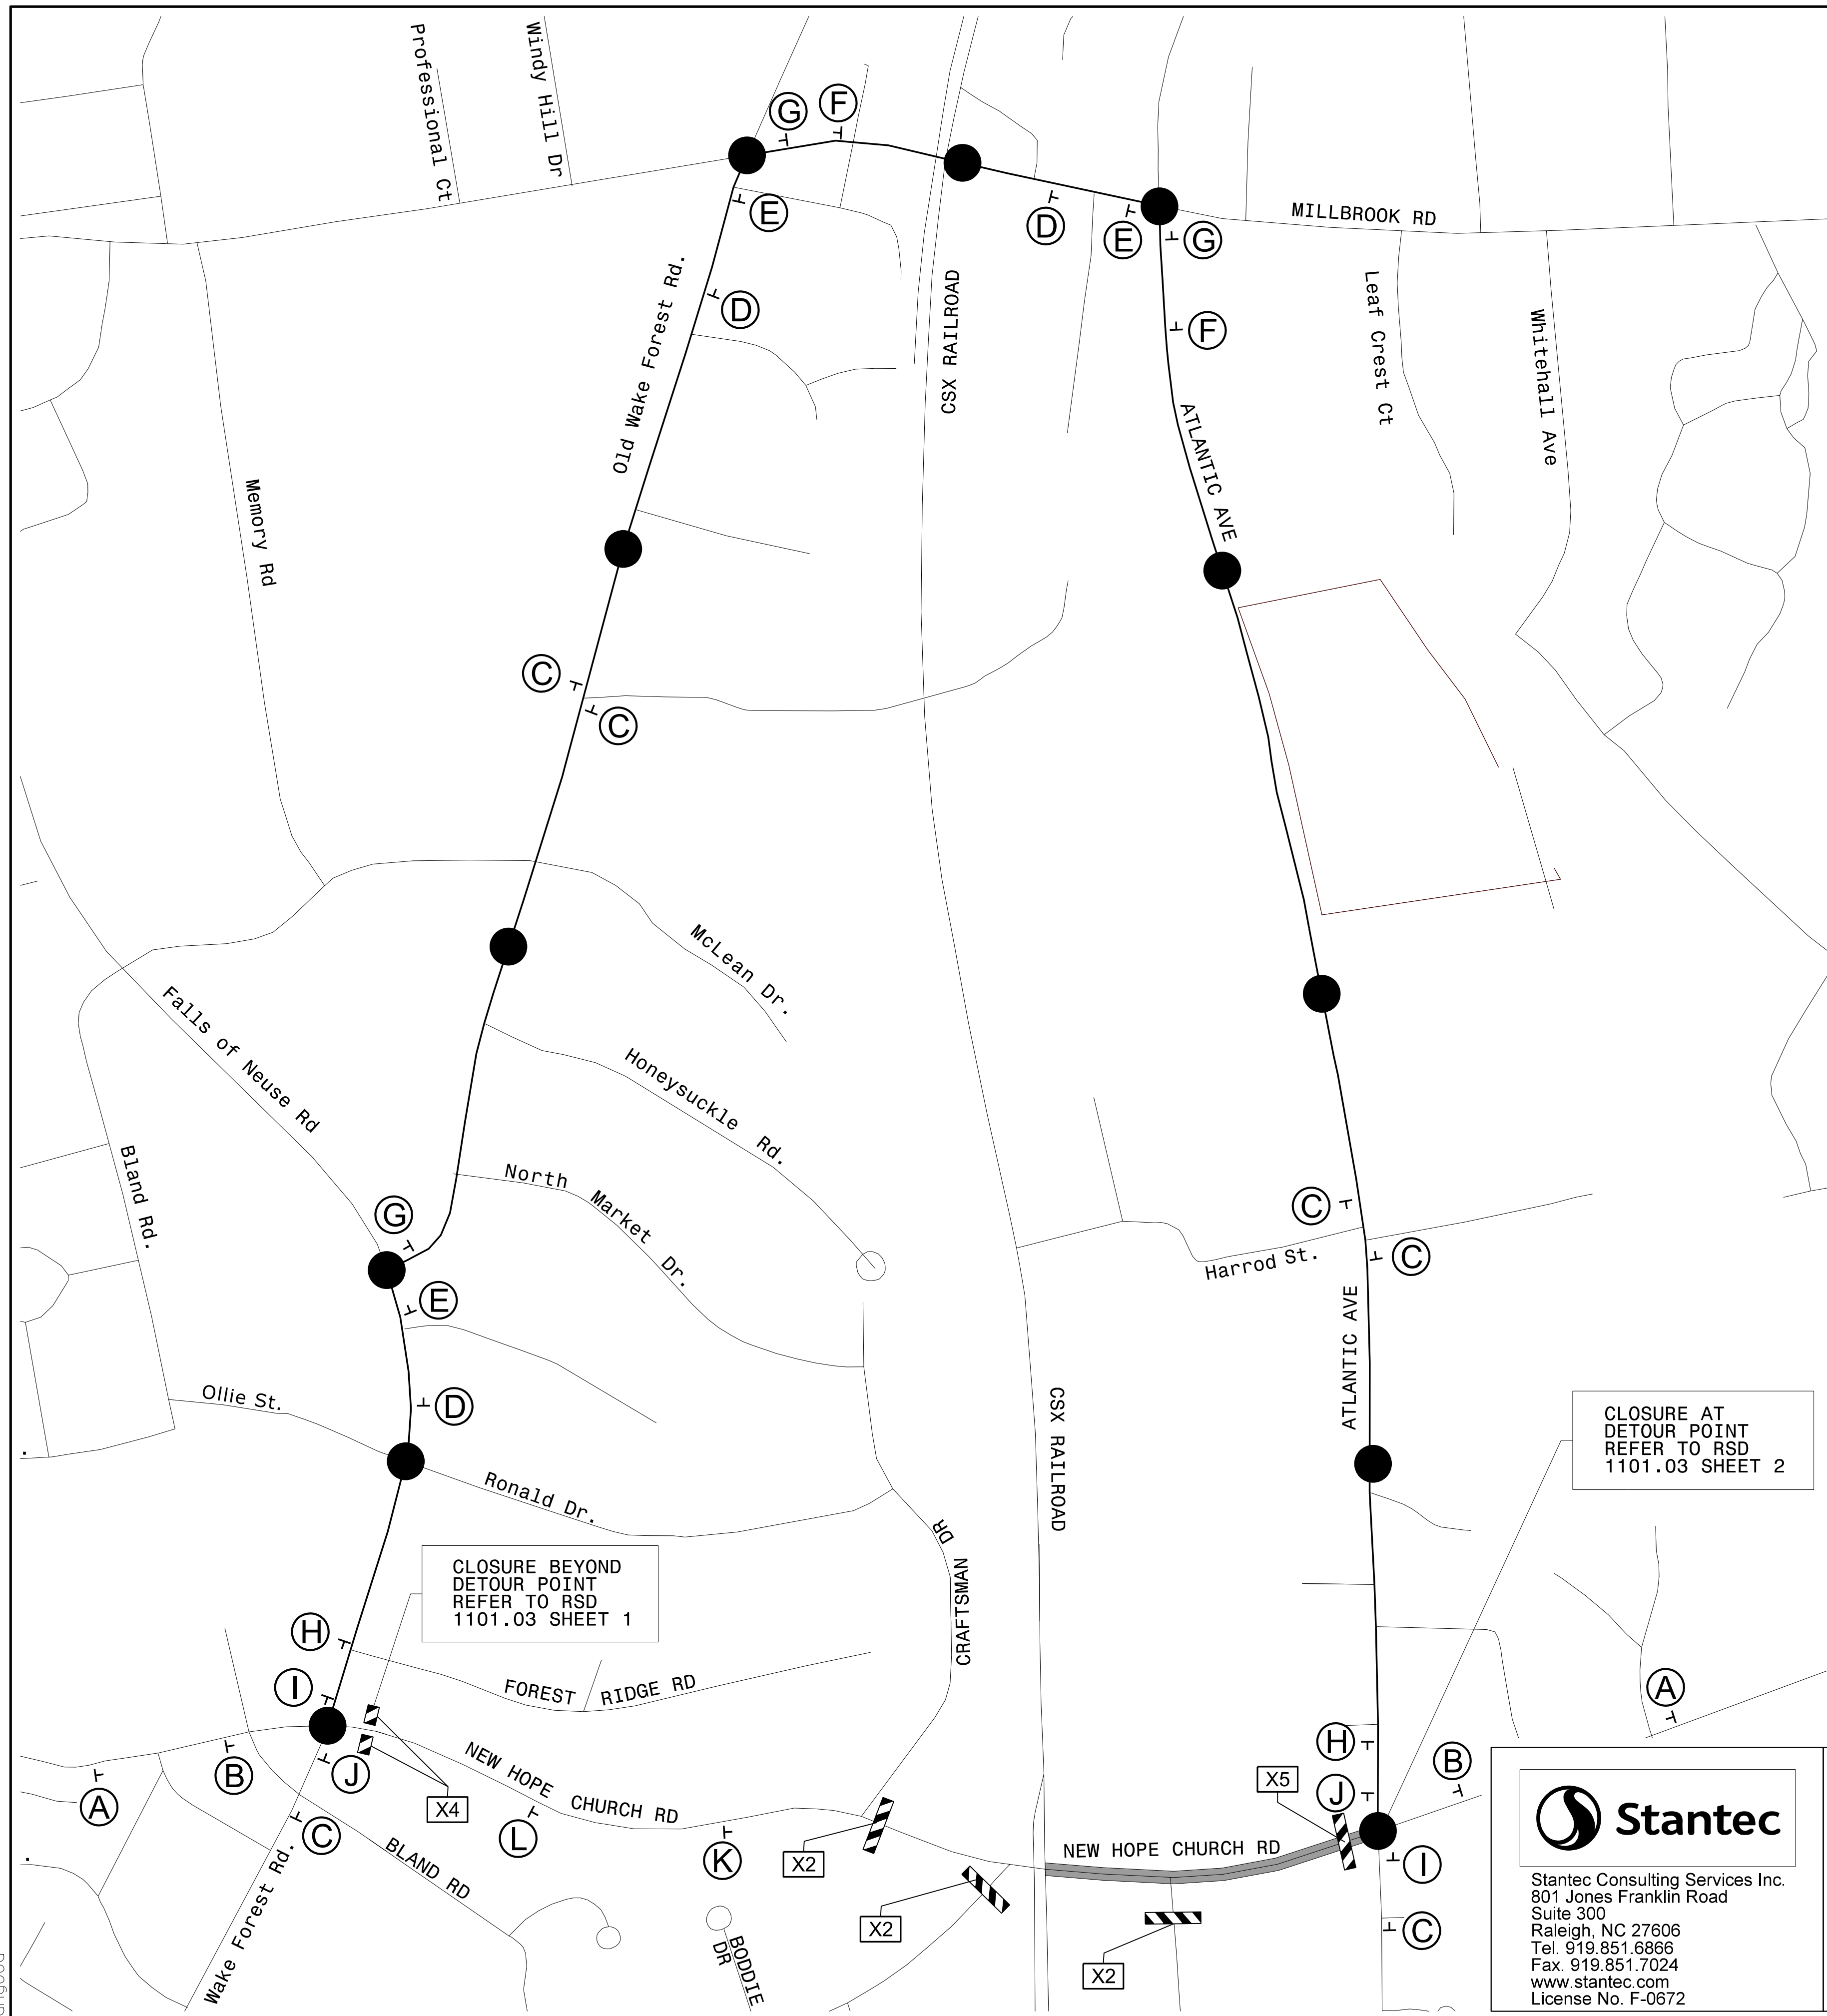 Professional Ct
Windy Hill Dr
G
F
E
D
D
E
G
MILLBROOK RD
F
Old Wake Forest Rd.
CSX RAILROAD
Leaf Crest Ct
Whitehall Ave
ATLANTIC AVE
Memory Rd
C
C
McLean Dr.
Falls of Neuse Rd
Honeysuckle Rd.
Bland Rd.
North Market Dr.
G
E
C
C
Harrod St.
ATLANTIC AVE
Ollie St.
D
CSX RAILROAD
Ronald Dr.
CLOSURE AT
DETOUR POINT
REFER TO RSD
1101.03 SHEET 2
CLOSURE BEYOND
DETOUR POINT
REFER TO RSD
1101.03 SHEET 1
CRAFTSMAN DR
H
I
FOREST RIDGE RD
A
J
B
A
X4
NEW HOPE CHURCH RD
H
B
X5
J
C
L
K
X2
NEW HOPE CHURCH RD
I
BLAND RD
Wake Forest Rd.
X2
C
BODDIE DR
X2
Stantec
Stantec Consulting Services Inc.
801 Jones Franklin Road
Suite 300
Raleigh, NC 27606
Tel. 919.851.6866
Fax. 919.851.7024
www.stantec.com
License No. F-0672